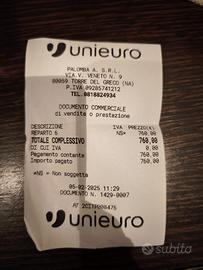 unieuro
PALOMBA A. S.R.L.
VIA V. VENETO N. 9
80059 TORRE DEL GRECO (NA)
P.IVA 09285741212
TEL. 0818824934
DOCUMENTO COMMERCIALE
di vendita o prestazione
DESCRIZIONE IVA PREZZO(€)
REPARTO 6 NS* 760,00
TOTALE COMPLESSIVO 760,00
DI CUI IVA 0,00
Pagamento contante 760,00
Importo pagato 760,00
NS* = Non soggetta
05-02-2025 11:29
DOCUMENTO N. 1429-0007
RT
unieuro
subito